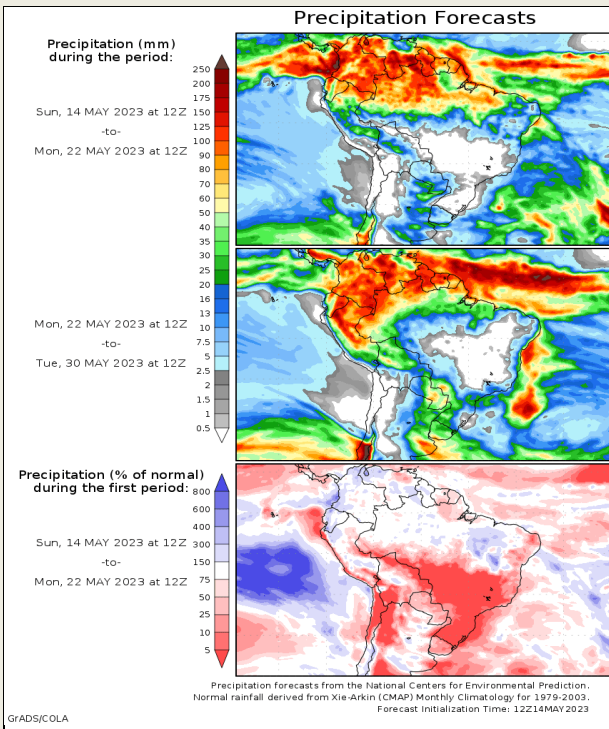 Precipitation Forecasts
Precipitation (mm)
during the period:
Sun, 14 MAY 2023 at 12Z
-to-
Mon, 22 MAY 2023 at 12Z
250
200
175
150
125
100
90
80
70
60
50
40
35
30
25
20
16
13
10
7.5
5
2.5
2
1.5
1
0.5
Mon, 22 MAY 2023 at 12Z
-to-
Tue, 30 MAY 2023 at 12Z
Precipitation (% of normal)
during the first period:
Sun, 14 MAY 2023 at 12Z
-to-
Mon, 22 MAY 2023 at 12Z
800
600
400
300
150
75
50
25
10
5
Precipitation forecasts from the National Centers for Environmental Prediction.
Normal rainfall derived from Xie-Arkin (CMAP) Monthly Climatology for 1979-2003.
Forecast Initialization Time: 12Z14MAY2023
GrADS/COLA